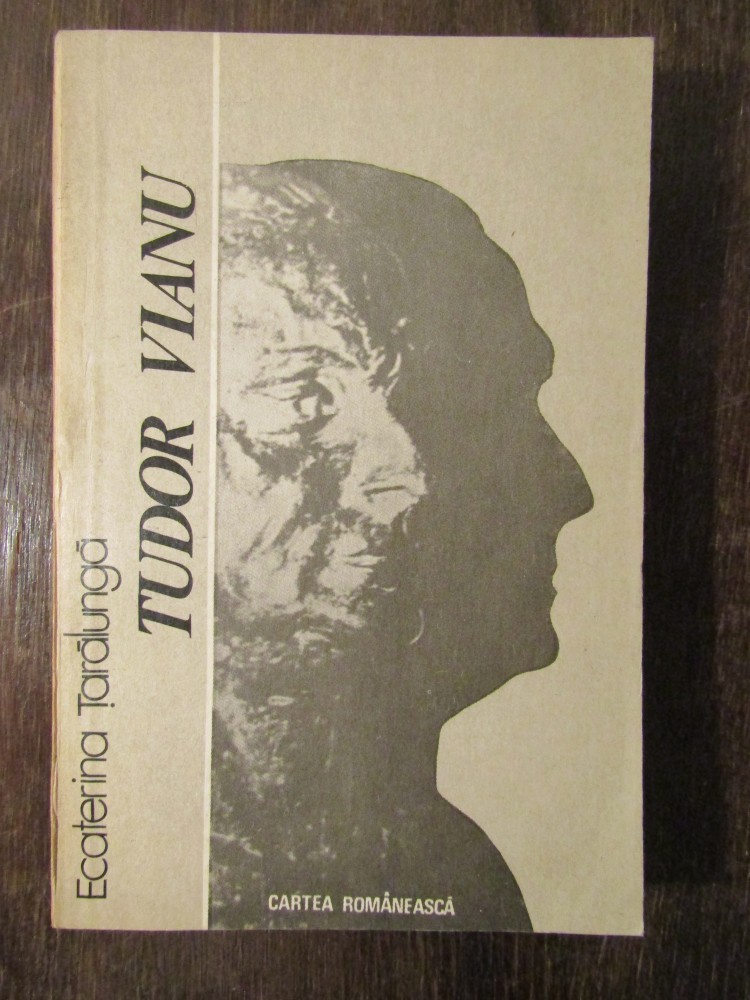 Ecaterina Țarălungă
TUDOR VIANU
CARTEA ROMÂNEASCĂ